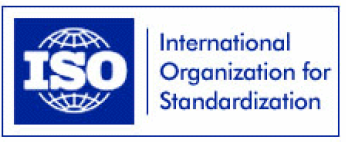 ISO
International
Organization for
Standardization